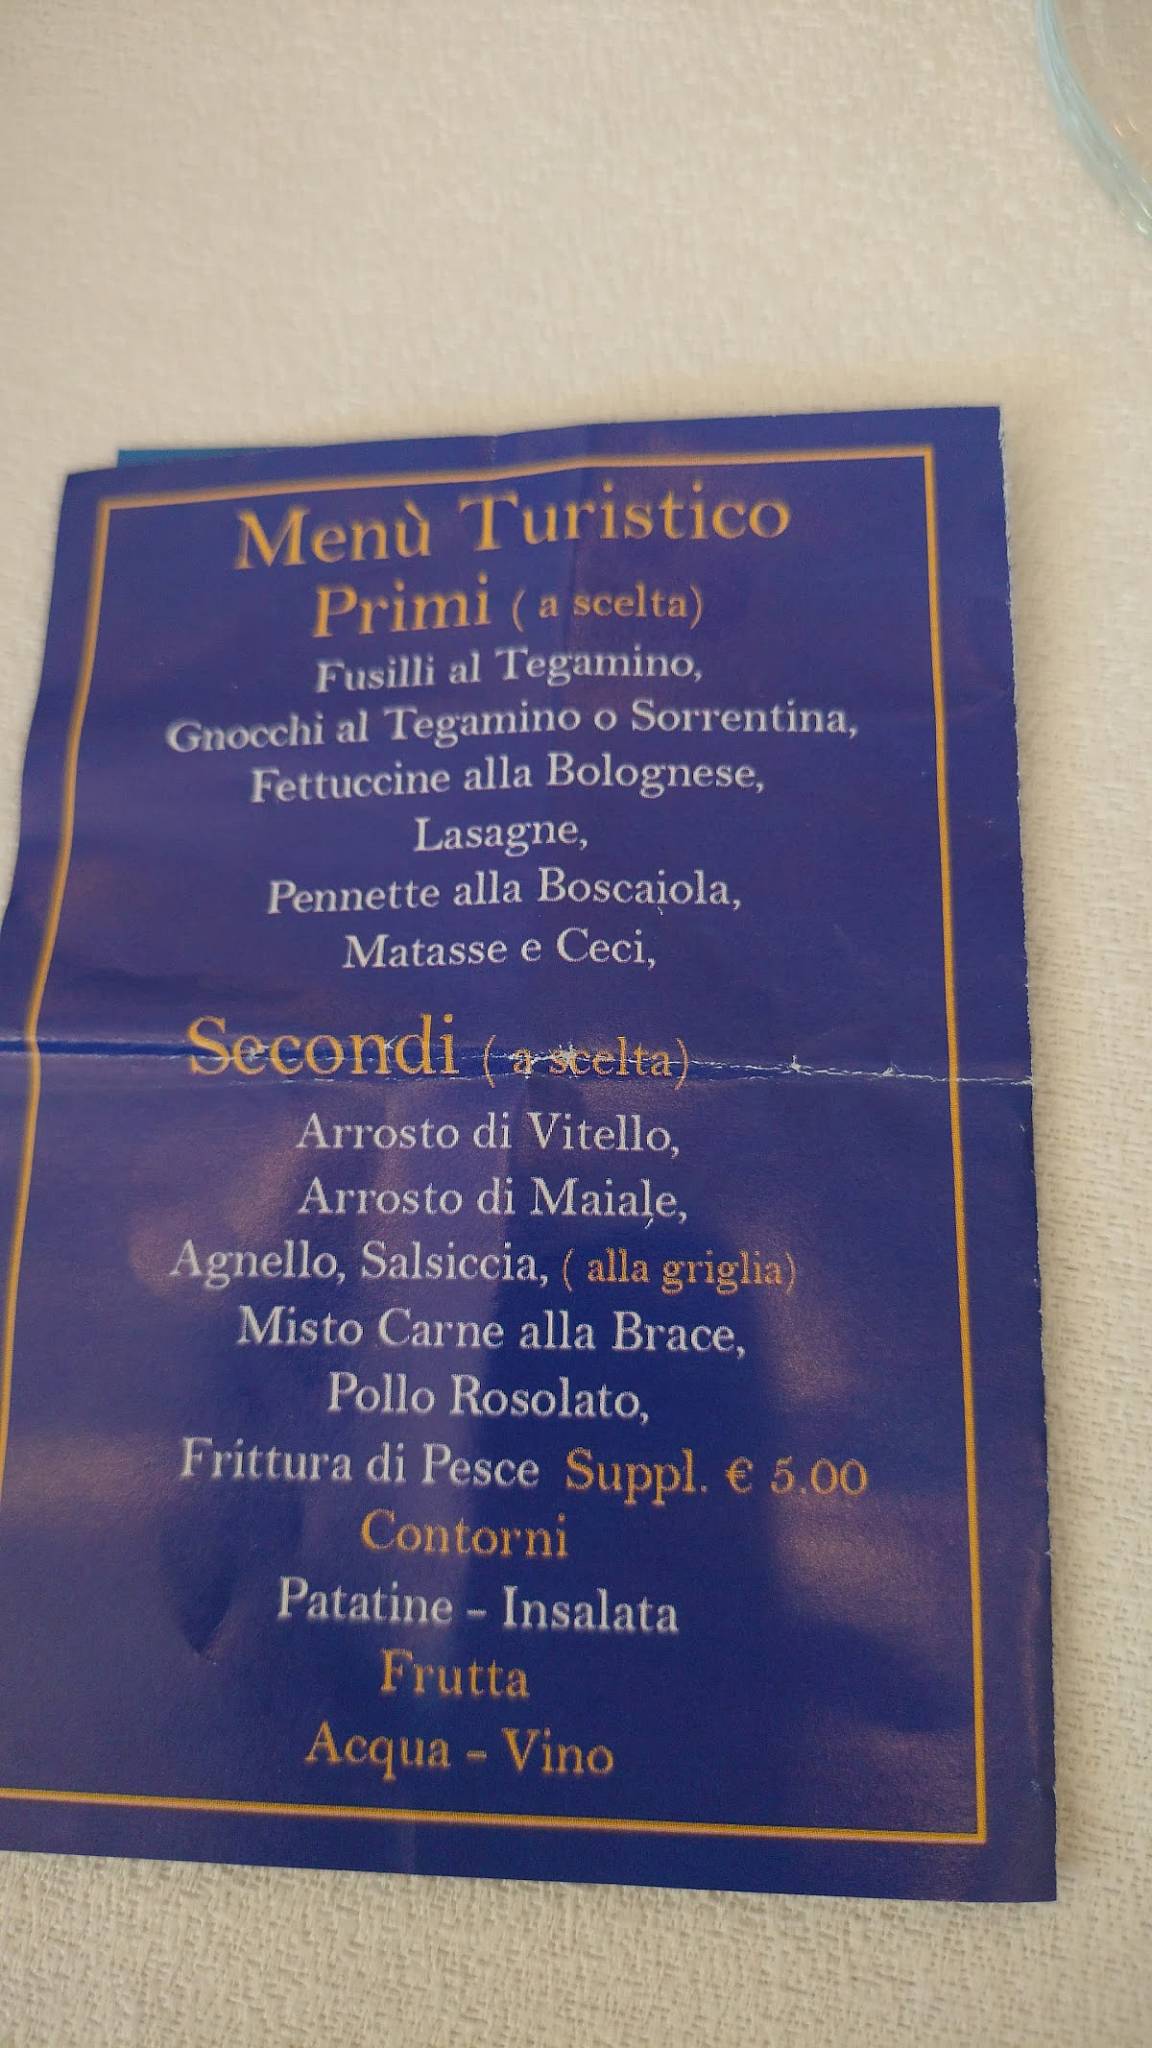 Menù Turistico
Primi ( a scelta)
Fusilli al Tegamino,
Gnocchi al Tegamino o Sorrentina,
Fettuccine alla Bolognese,
Lasagne,
Pennette alla Boscaiola,
Matasse e Ceci,
Secondi ( a scelta)
Arrosto di Vitello,
Arrosto di Maiale,
Agnello, Salsiccia, ( alla griglia)
Misto Carne alla Brace,
Pollo Rosolato,
Frittura di Pesce Suppl. € 5.00
Contorni
Patatine - Insalata
Frutta
Acqua - Vino